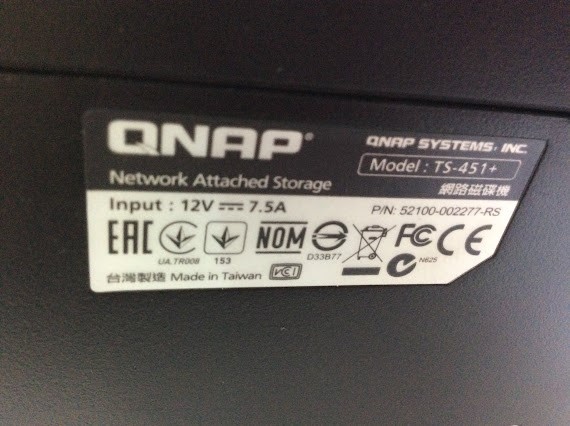 QNAP®
QNAP SYSTEMS, INC.
Network Attached Storage
Model : TS-451+
網路磁碟機
Input : 12V 7.5A
P/N: 52100-002277-RS
EAC
UA.TR008
153
NOM
D33B77
FC CE
N625
台灣製造 Made in Taiwan
VCI